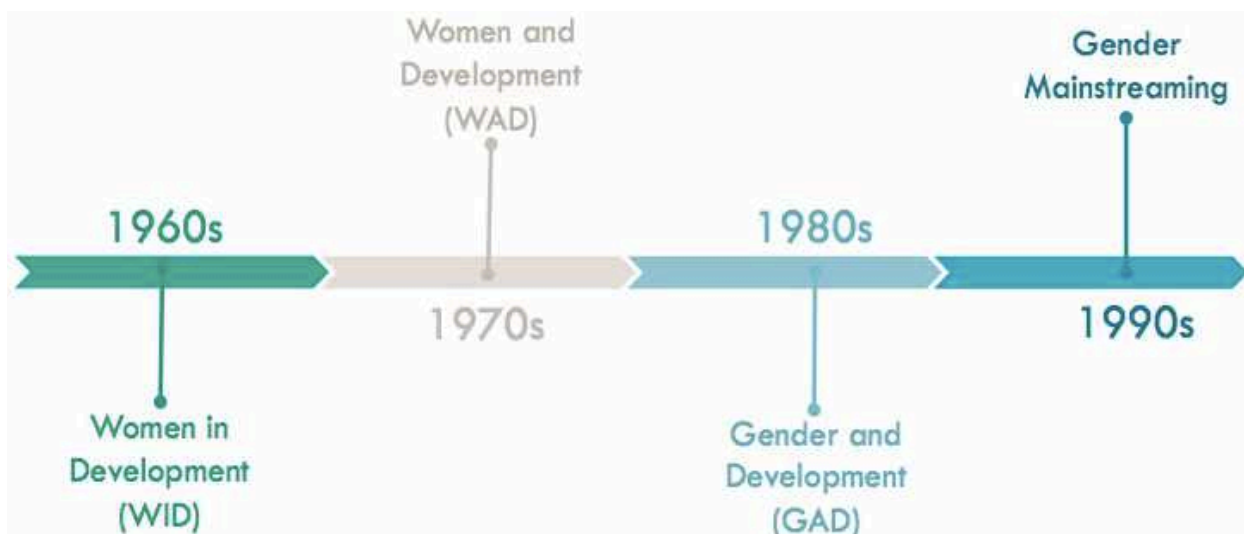 1960s
Women in
Development
(WID)
Women and
Development
(WAD)
1970s
1980s
Gender and
Development
(GAD)
Gender
Mainstreaming
1990s